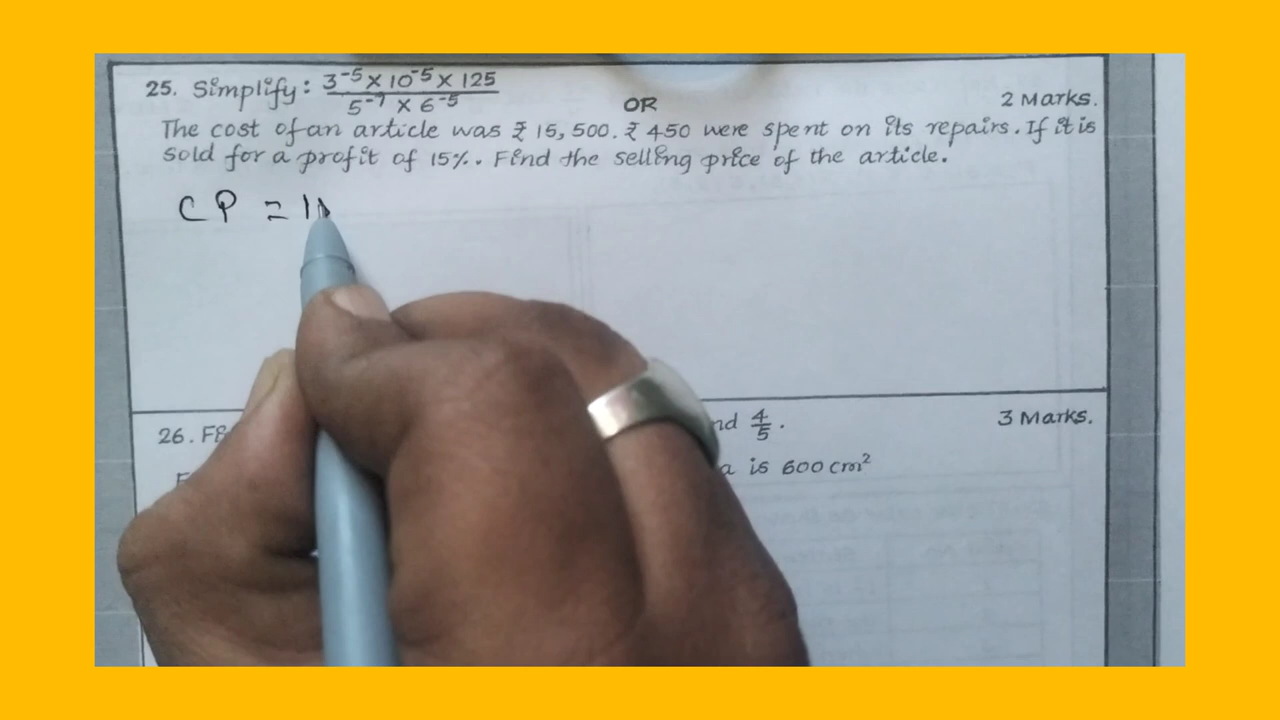 25. Simplify: 3⁻⁵ × 10⁻⁵ × 125 / 5⁻⁷ × 6⁻⁵
OR 2 Marks.
The cost of an article was ₹ 15,500. ₹ 450 were spent on its repairs. If it is
sold for a profit of 15%. Find the selling price of the article.
CP = 1
26. nd 4/5. 3 Marks.
is 600 cm²